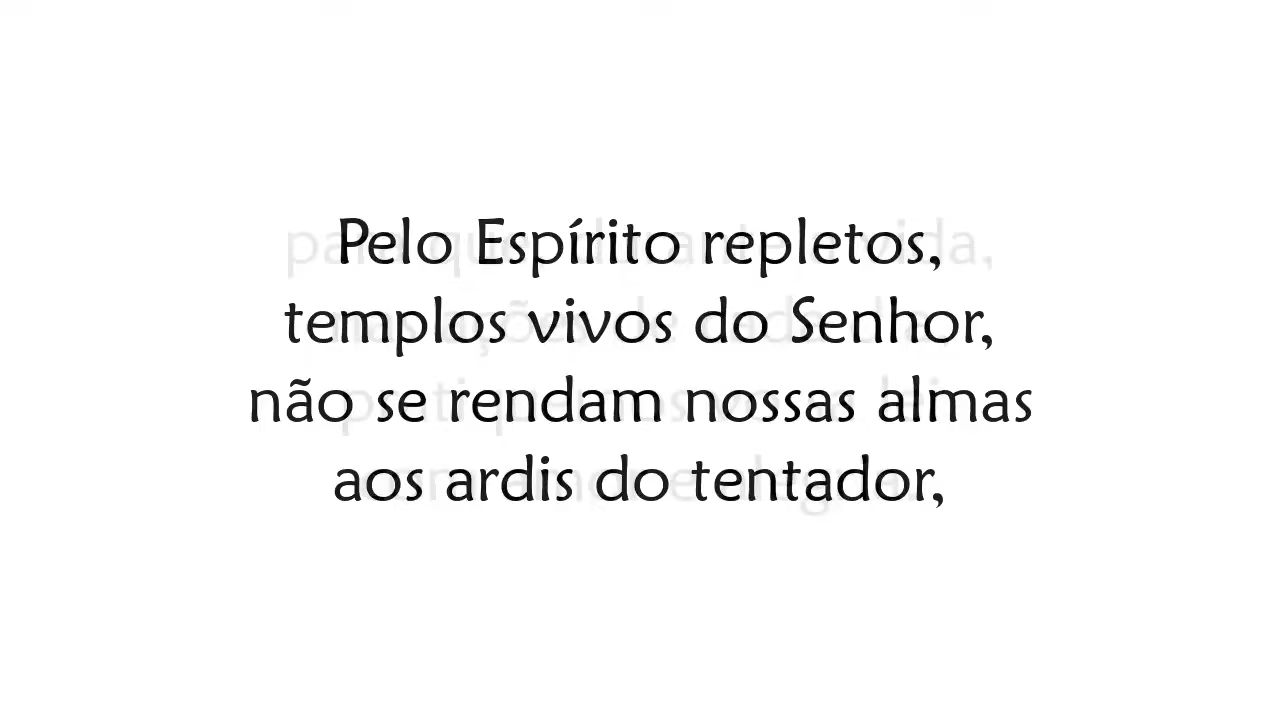 Pelo Espírito repletos,
templos vivos do Senhor,
não se rendam nossas almas
aos ardis do tentador,